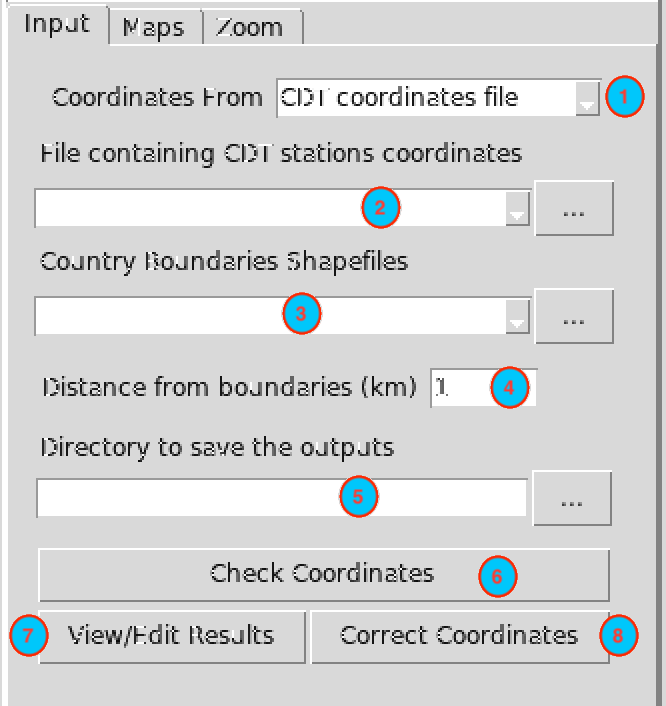 Input Maps Zoom
Coordinates From CDT coordinates file 1
File containing CDT stations coordinates
2 ...
Country Boundaries Shapefiles
3 ...
Distance from boundaries (km) 1. 4
Directory to save the outputs
5 ...
Check Coordinates 6
7 View/Edit Results Correct Coordinates 8